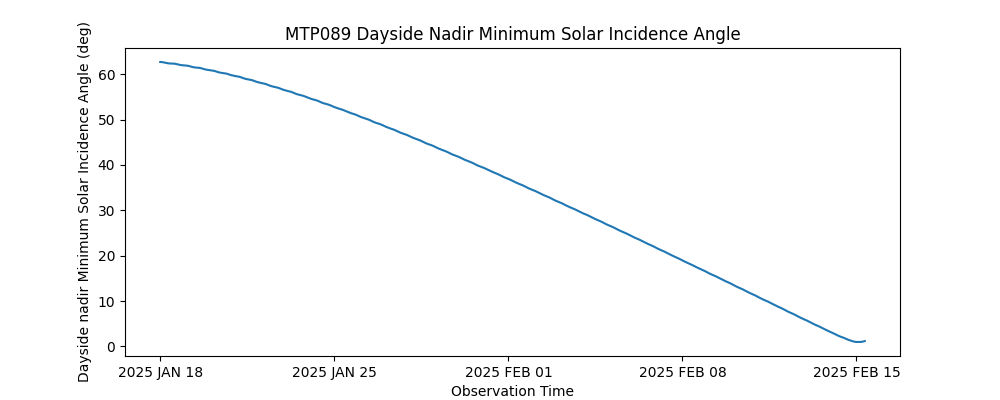 MTP089 Dayside Nadir Minimum Solar Incidence Angle
Dayside nadir Minimum Solar Incidence Angle (deg)
60
50
40
30
20
10
0
2025 JAN 18
2025 JAN 25
2025 FEB 01
2025 FEB 08
2025 FEB 15
Observation Time